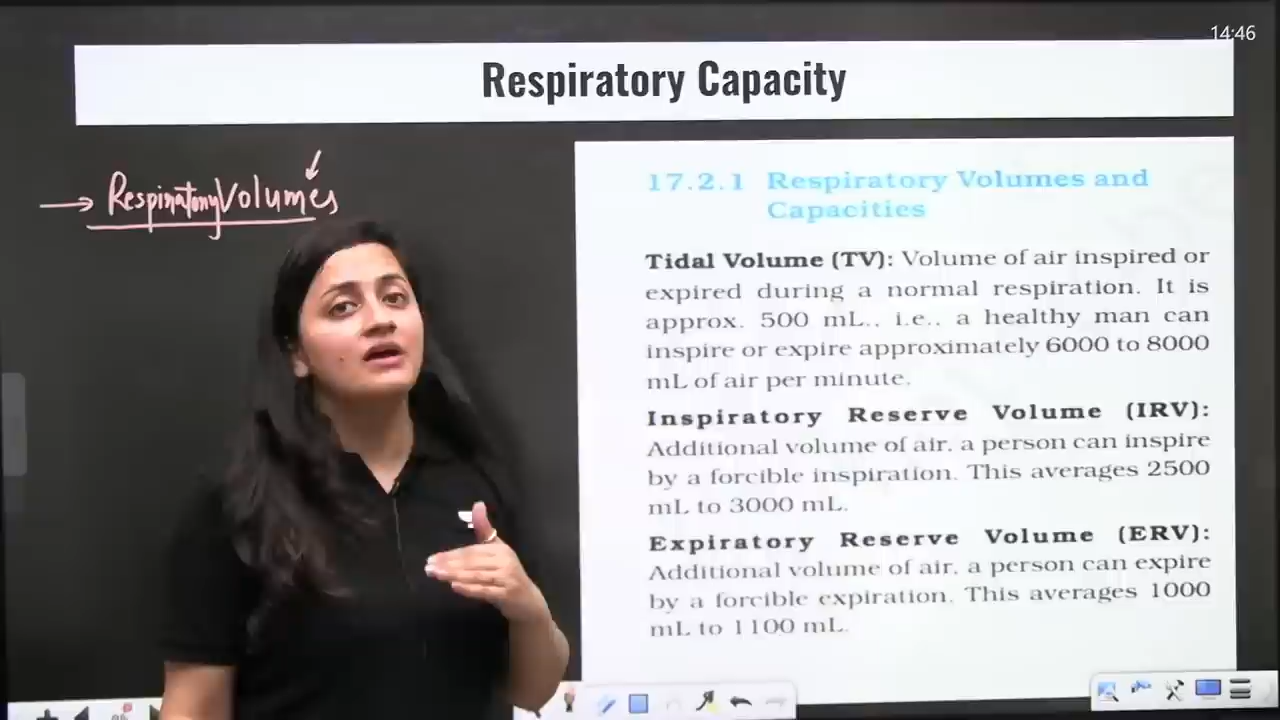 14:46
Respiratory Capacity
→ Respiratory Volumes
17.2.1 Respiratory Volumes and
Capacities
Tidal Volume (TV): Volume of air inspired or
expired during a normal respiration. It is
approx. 500 mL., i.e., a healthy man can
inspire or expire approximately 6000 to 8000
mL of air per minute.
Inspiratory Reserve Volume (IRV):
Additional volume of air, a person can inspire
by a forcible inspiration. This averages 2500
mL to 3000 mL.
Expiratory Reserve Volume (ERV):
Additional volume of air, a person can expire
by a forcible expiration. This averages 1000
mL to 1100 mL.